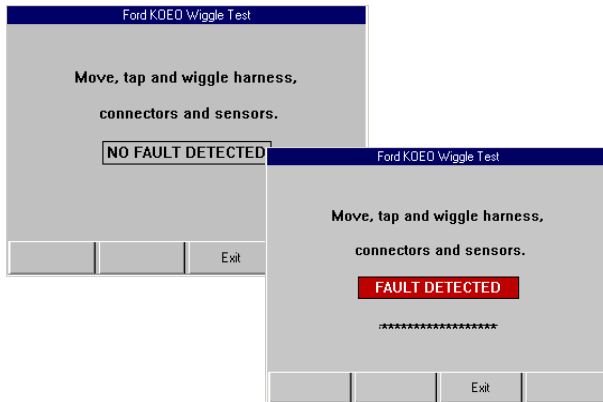 Ford KOEO Wiggle Test
Move, tap and wiggle harness,
connectors and sensors.
NO FAULT DETECTED
Exit
Ford KOEO Wiggle Test
Move, tap and wiggle harness,
connectors and sensors.
FAULT DETECTED
******************
Exit